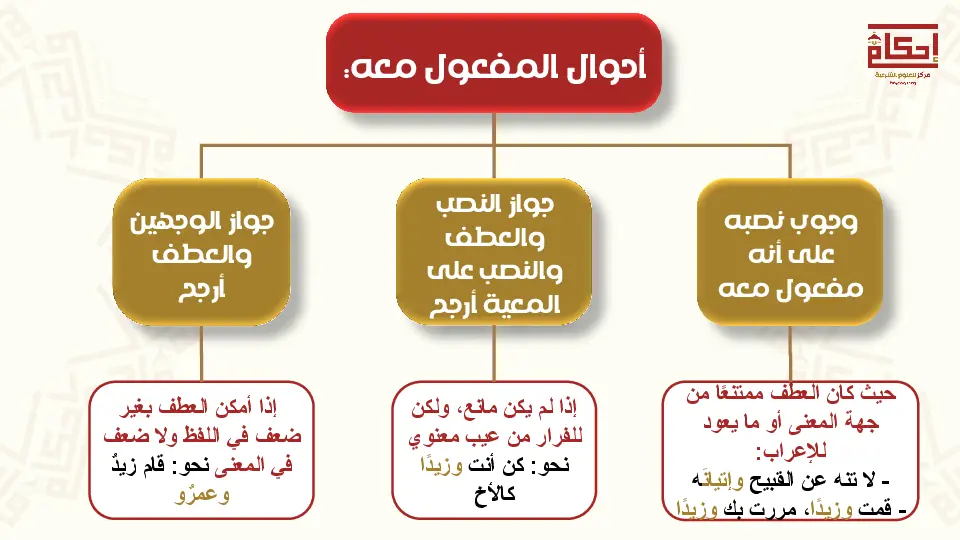 إحكام
مركز للعلوم الشرعية
أحوال المفعول معه:
وجوب نصبه
على أنه
مفعول معه
جواز النصب
والعطف
والنصب على
المعية أرجح
جواز الوجهين
والعطف
أرجح
حيث كان العطف ممتنعًا من
جهة المعنى أو ما يعود
للإعراب:
- لا تنه عن القبيح وإتيانَه
- قمت وزيدًا، مررت بك وزيدًا
إذا لم يكن مانع، ولكن
للفرار من عيب معنوي
نحو: كن أنت وزيدًا
كالأخ
إذا أمكن العطف بغير
ضعف في اللفظ ولا ضعف
في المعنى نحو: قام زيدٌ
وعمرٌو